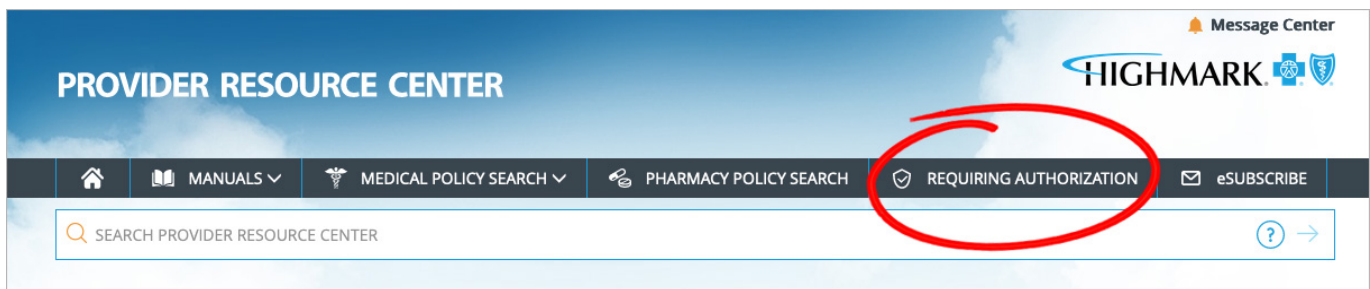 Message Center
PROVIDER RESOURCE CENTER
HIGHMARK
MANUALS MEDICAL POLICY SEARCH PHARMACY POLICY SEARCH REQUIRING AUTHORIZATION eSUBSCRIBE
SEARCH PROVIDER RESOURCE CENTER ?